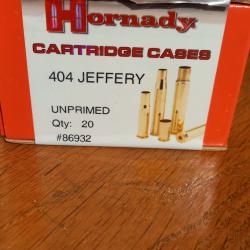 Hornady
CARTRIDGE CASES
404 JEFFERY
UNPRIMED
Qty: 20
#86932